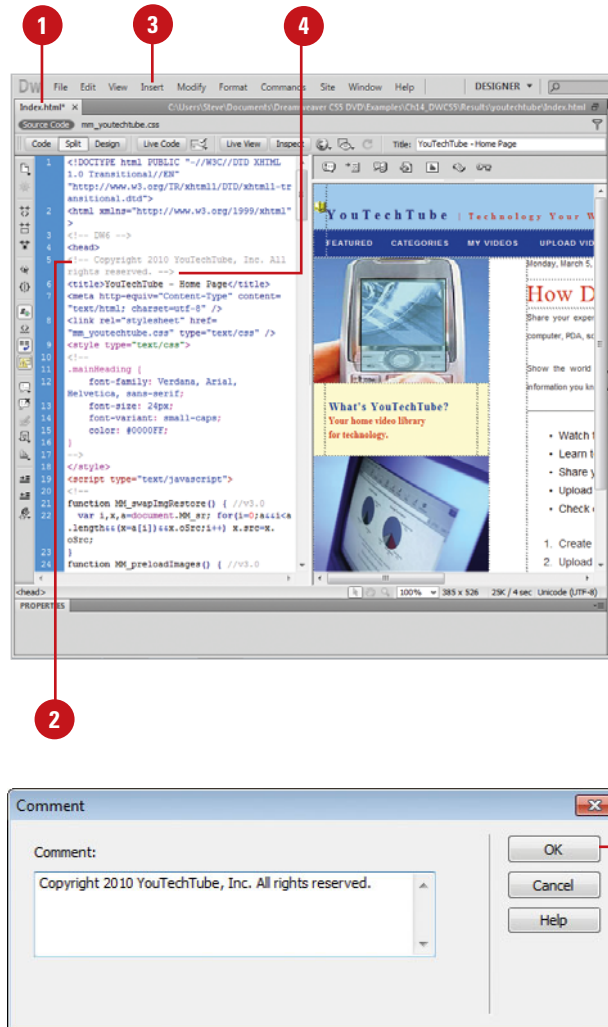 1
3
4
DW File Edit View Insert Modify Format Commands Site Window Help DESIGNER
Index.html* × C:\Users\Steve\Documents\Dreamweaver CS5 DVD\Examples\Ch14_DWCS5\Results\youtechtube\Index.html
Source Code mm_youtechtube.css
Code Split Design Live Code Live View Inspect Title: YouTechTube - Home Page
1 <!DOCTYPE html PUBLIC "-//W3C//DTD XHTML
1.0 Transitional//EN"
"http://www.w3.org/TR/xhtml1/DTD/xhtml1-tr
ansitional.dtd">
2 <html xmlns="http://www.w3.org/1999/xhtml"
>
3 <!-- DW6 -->
4 <head>
5 <!-- Copyright 2010 YouTechTube, Inc. All
rights reserved. -->
6 <title>YouTechTube - Home Page</title>
7 <meta http-equiv="Content-Type" content=
"text/html; charset=utf-8" />
8 <link rel="stylesheet" href=
"mm_youtechtube.css" type="text/css" />
9 <style type="text/css">
10 <!--
11 .mainHeading {
12 font-family: Verdana, Arial,
Helvetica, sans-serif;
13 font-size: 24px;
14 font-variant: small-caps;
15 color: #0000FF;
16 }
17 -->
18 </style>
19 <script type="text/javascript">
20 <!--
21 function MM_swapImgRestore() { //v3.0
22 var i,x,a=document.MM_sr; for(i=0;a&&i<a
.length&&(x=a[i])&&x.oSrc;i++) x.src=x.
oSrc;
23 }
24 function MM_preloadImages() { //v3.0
YouTechTube | Technology Your W
FEATURED CATEGORIES MY VIDEOS UPLOAD VID
Monday, March 5,
How D
Share your exper
computer, PDA, sc
Show the world
information you kn
What's YouTechTube?
Your home video library
for technology.
• Watch t
• Learn t
• Share y
• Upload
• Check
1. Create
2. Upload
<head> 100% 385 x 526 25K / 4 sec Unicode (UTF-8)
PROPERTIES
2
Comment
Comment:
Copyright 2010 YouTechTube, Inc. All rights reserved.
OK
Cancel
Help